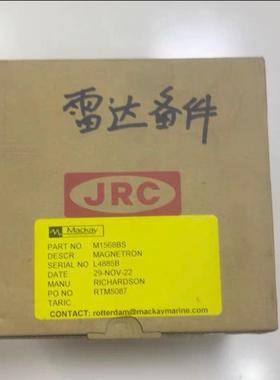 雷达备件
JRC
Mackay
PART NO. M1568BS
DESCR. MAGNETRON
SERIAL NO L4885B
DATE 29-NOV-22
MANU. RICHARDSON
PO NO RTM5087
TARIC
CONTACT: rotterdam@mackaymarine.com